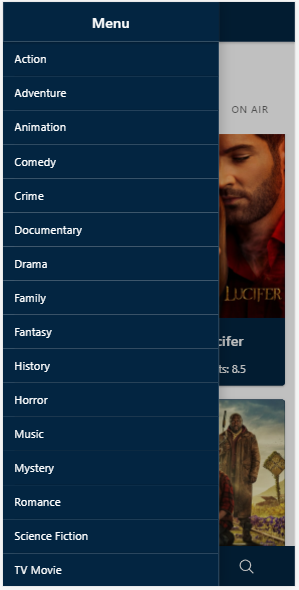 Menu
Action
Adventure
Animation
Comedy
Crime
Documentary
Drama
Family
Fantasy
History
Horror
Music
Mystery
Romance
Science Fiction
TV Movie
ON AIR
LUCIFER
cifer
ts: 8.5